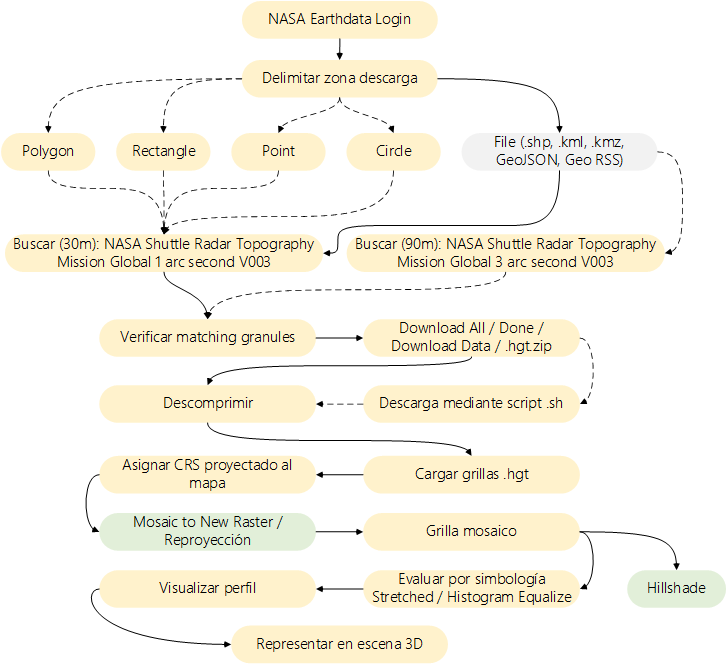 NASA Earthdata Login
Delimitar zona descarga
Polygon
Rectangle
Point
Circle
File (.shp, .kml, .kmz,
GeoJSON, Geo RSS)
Buscar (30m): NASA Shuttle Radar Topography
Mission Global 1 arc second V003
Buscar (90m): NASA Shuttle Radar Topography
Mission Global 3 arc second V003
Verificar matching granules
Download All / Done /
Download Data / .hgt.zip
Descomprimir
Descarga mediante script .sh
Asignar CRS proyectado al
mapa
Cargar grillas .hgt
Mosaic to New Raster /
Reproyección
Grilla mosaico
Visualizar perfil
Evaluar por simbología
Stretched / Histogram Equalize
Hillshade
Representar en escena 3D